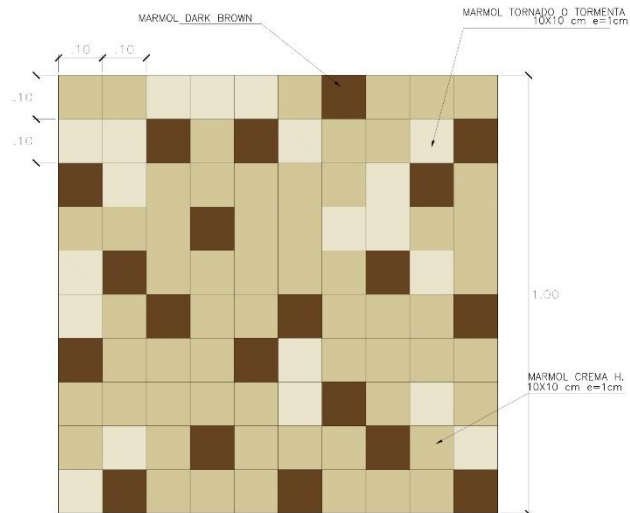 MARMOL DARK BROWN
MARMOL TORNADO O TORMENTA
10X10 cm e=1cm
.10
.10
.10
.10
1.00
MARMOL CREMA H.
10X10 cm e=1cm